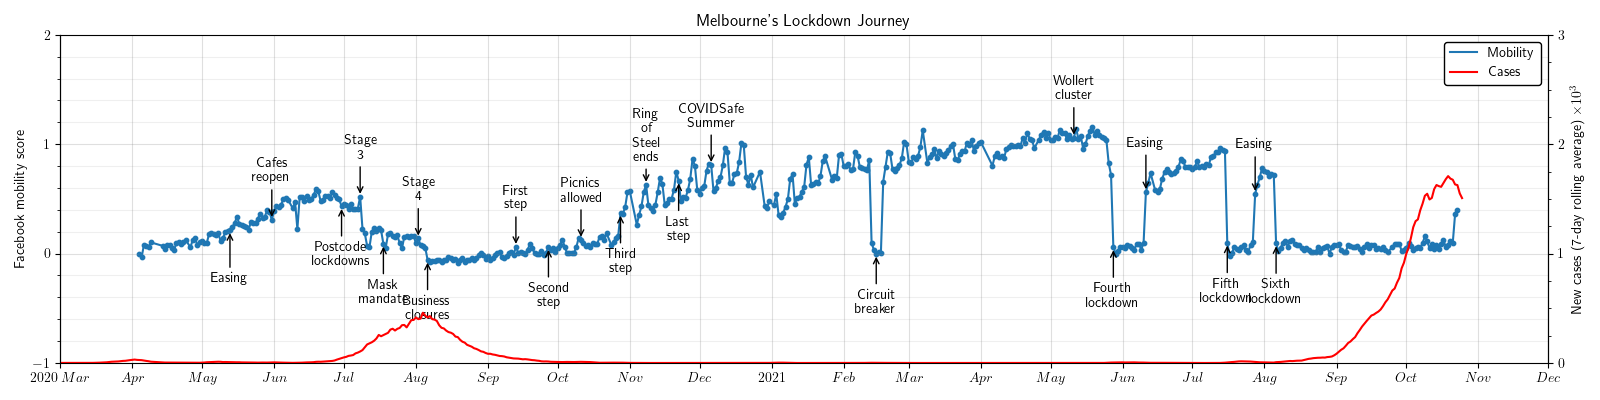 Melbourne's Lockdown Journey
Facebook mobility score
2
1
0
−1
New cases (7-day rolling average) ×10³
3
2
1
0
Mobility
Cases
Easing
Cafes
reopen
Postcode
lockdowns
Stage
3
Mask
mandate
Stage
4
Business
closures
First
step
Second
step
Picnics
allowed
Third
step
Ring
of
Steel
ends
Last
step
COVIDSafe
Summer
Circuit
breaker
Wollert
cluster
Fourth
lockdown
Easing
Fifth
lockdown
Easing
Sixth
lockdown
2020 Mar
Apr
May
Jun
Jul
Aug
Sep
Oct
Nov
Dec
2021
Feb
Mar
Apr
May
Jun
Jul
Aug
Sep
Oct
Nov
Dec